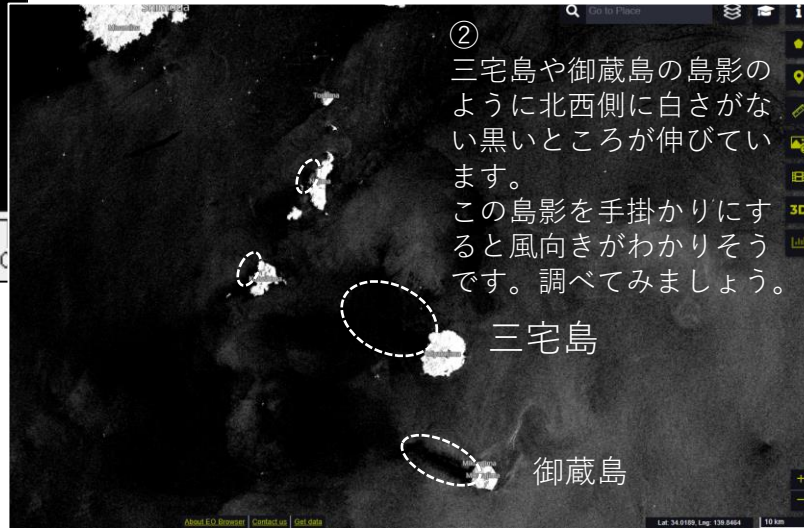 Go to Place
②
三宅島や御蔵島の島影の
ように北西側に白さがな
い黒いところが伸びてい
ます。
この島影を手掛かりにす
ると風向きがわかりそう
です。調べてみましょう。
3D
三宅島
御蔵島
About EO Browser Contact us Get data
Lat: 34.0189, Lng: 139.8464 10 km